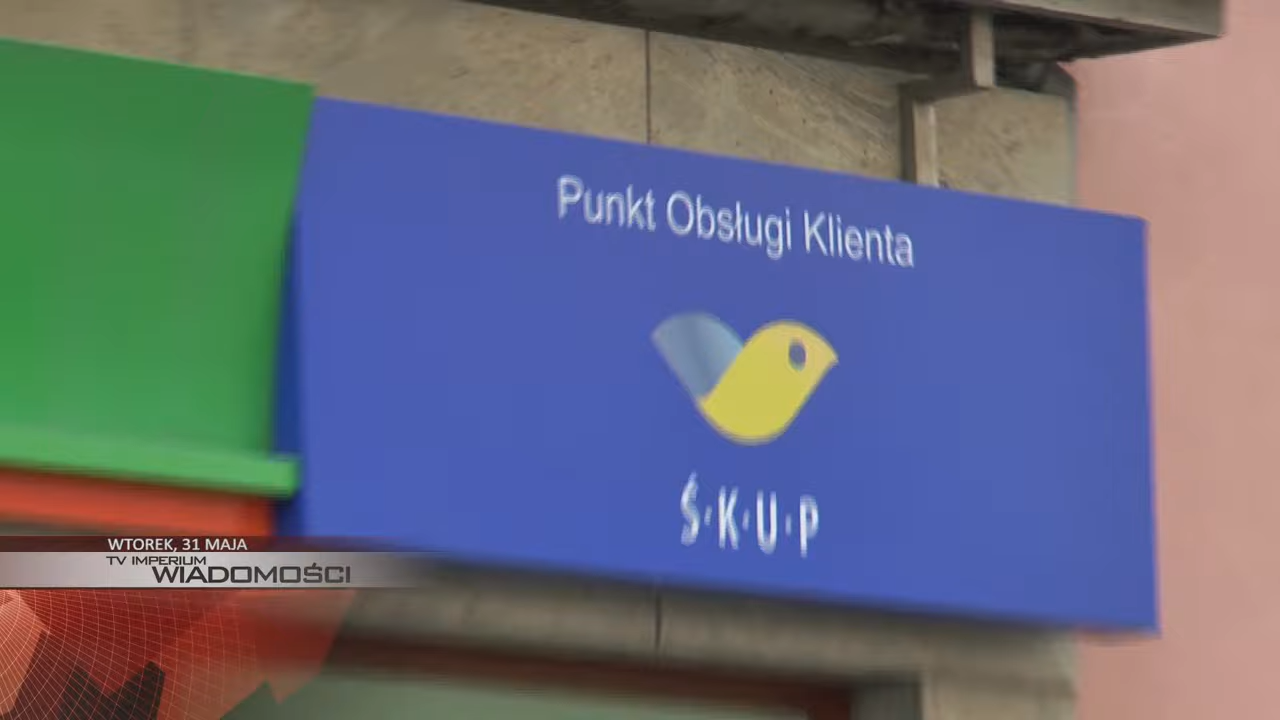 Punkt Obsługi Klienta
Ś·K·U·P
WTOREK, 31 MAJA
TV IMPERIUM
WIADOMOŚCI